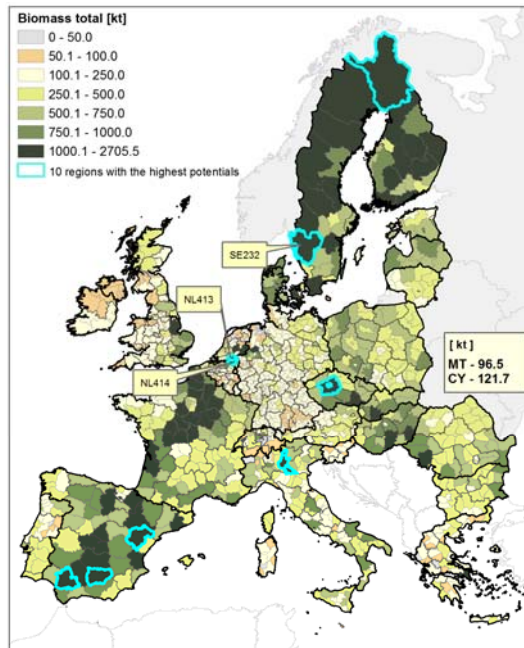 Biomass total [kt]
0 - 50.0
50.1 - 100.0
100.1 - 250.0
250.1 - 500.0
500.1 - 750.0
750.1 - 1000.0
1000.1 - 2705.5
10 regions with the highest potentials
SE232
NL413
NL414
[ kt ]
MT - 96.5
CY - 121.7